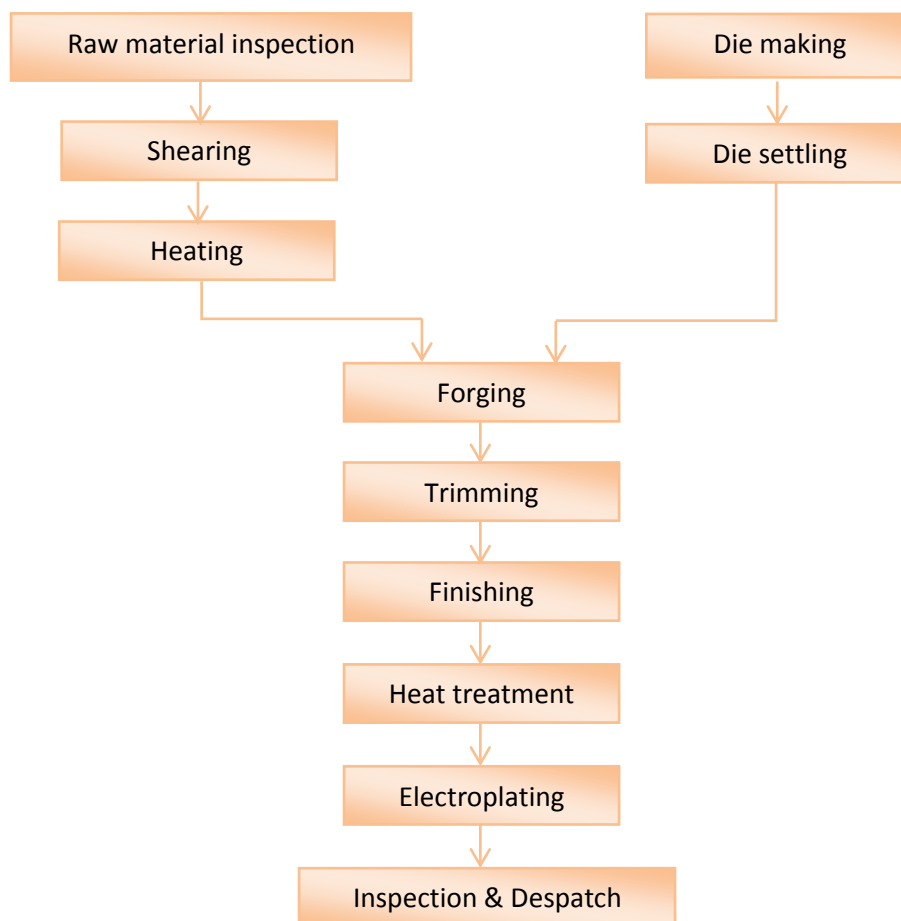 Raw material inspection
Die making
Shearing
Die settling
Heating
Forging
Trimming
Finishing
Heat treatment
Electroplating
Inspection & Despatch